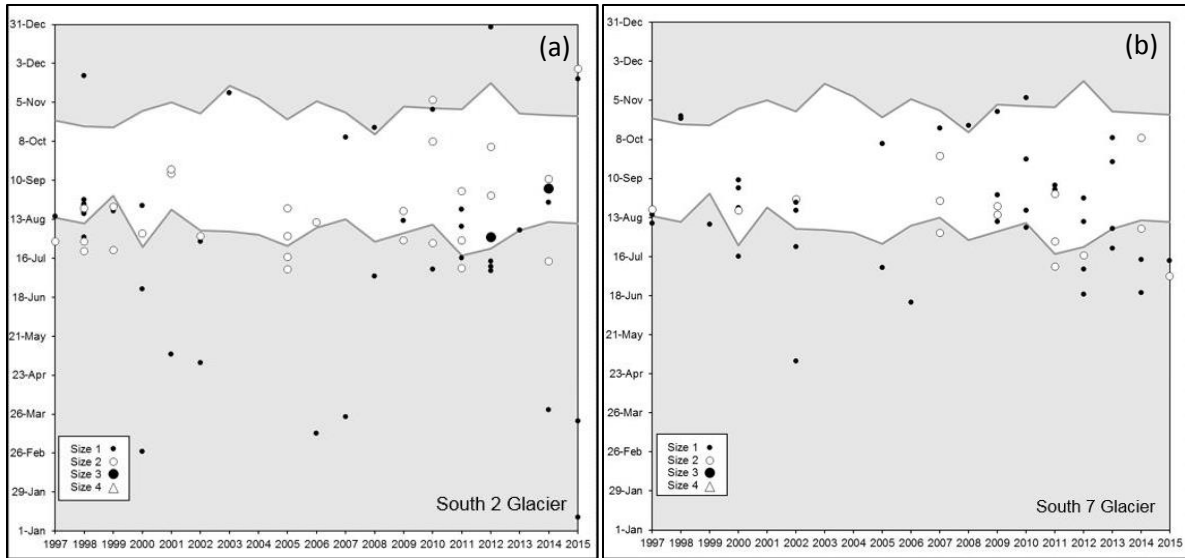 (a)
31-Dec
3-Dec
5-Nov
8-Oct
10-Sep
13-Aug
16-Jul
18-Jun
21-May
23-Apr
26-Mar
26-Feb
29-Jan
1-Jan
Size 1
Size 2
Size 3
Size 4
South 2 Glacier
1997 1998 1999 2000 2001 2002 2003 2004 2005 2006 2007 2008 2009 2010 2011 2012 2013 2014 2015
(b)
31-Dec
3-Dec
5-Nov
8-Oct
10-Sep
13-Aug
16-Jul
18-Jun
21-May
23-Apr
26-Mar
26-Feb
29-Jan
1-Jan
Size 1
Size 2
Size 3
Size 4
South 7 Glacier
1997 1998 1999 2000 2001 2002 2003 2004 2005 2006 2007 2008 2009 2010 2011 2012 2013 2014 2015